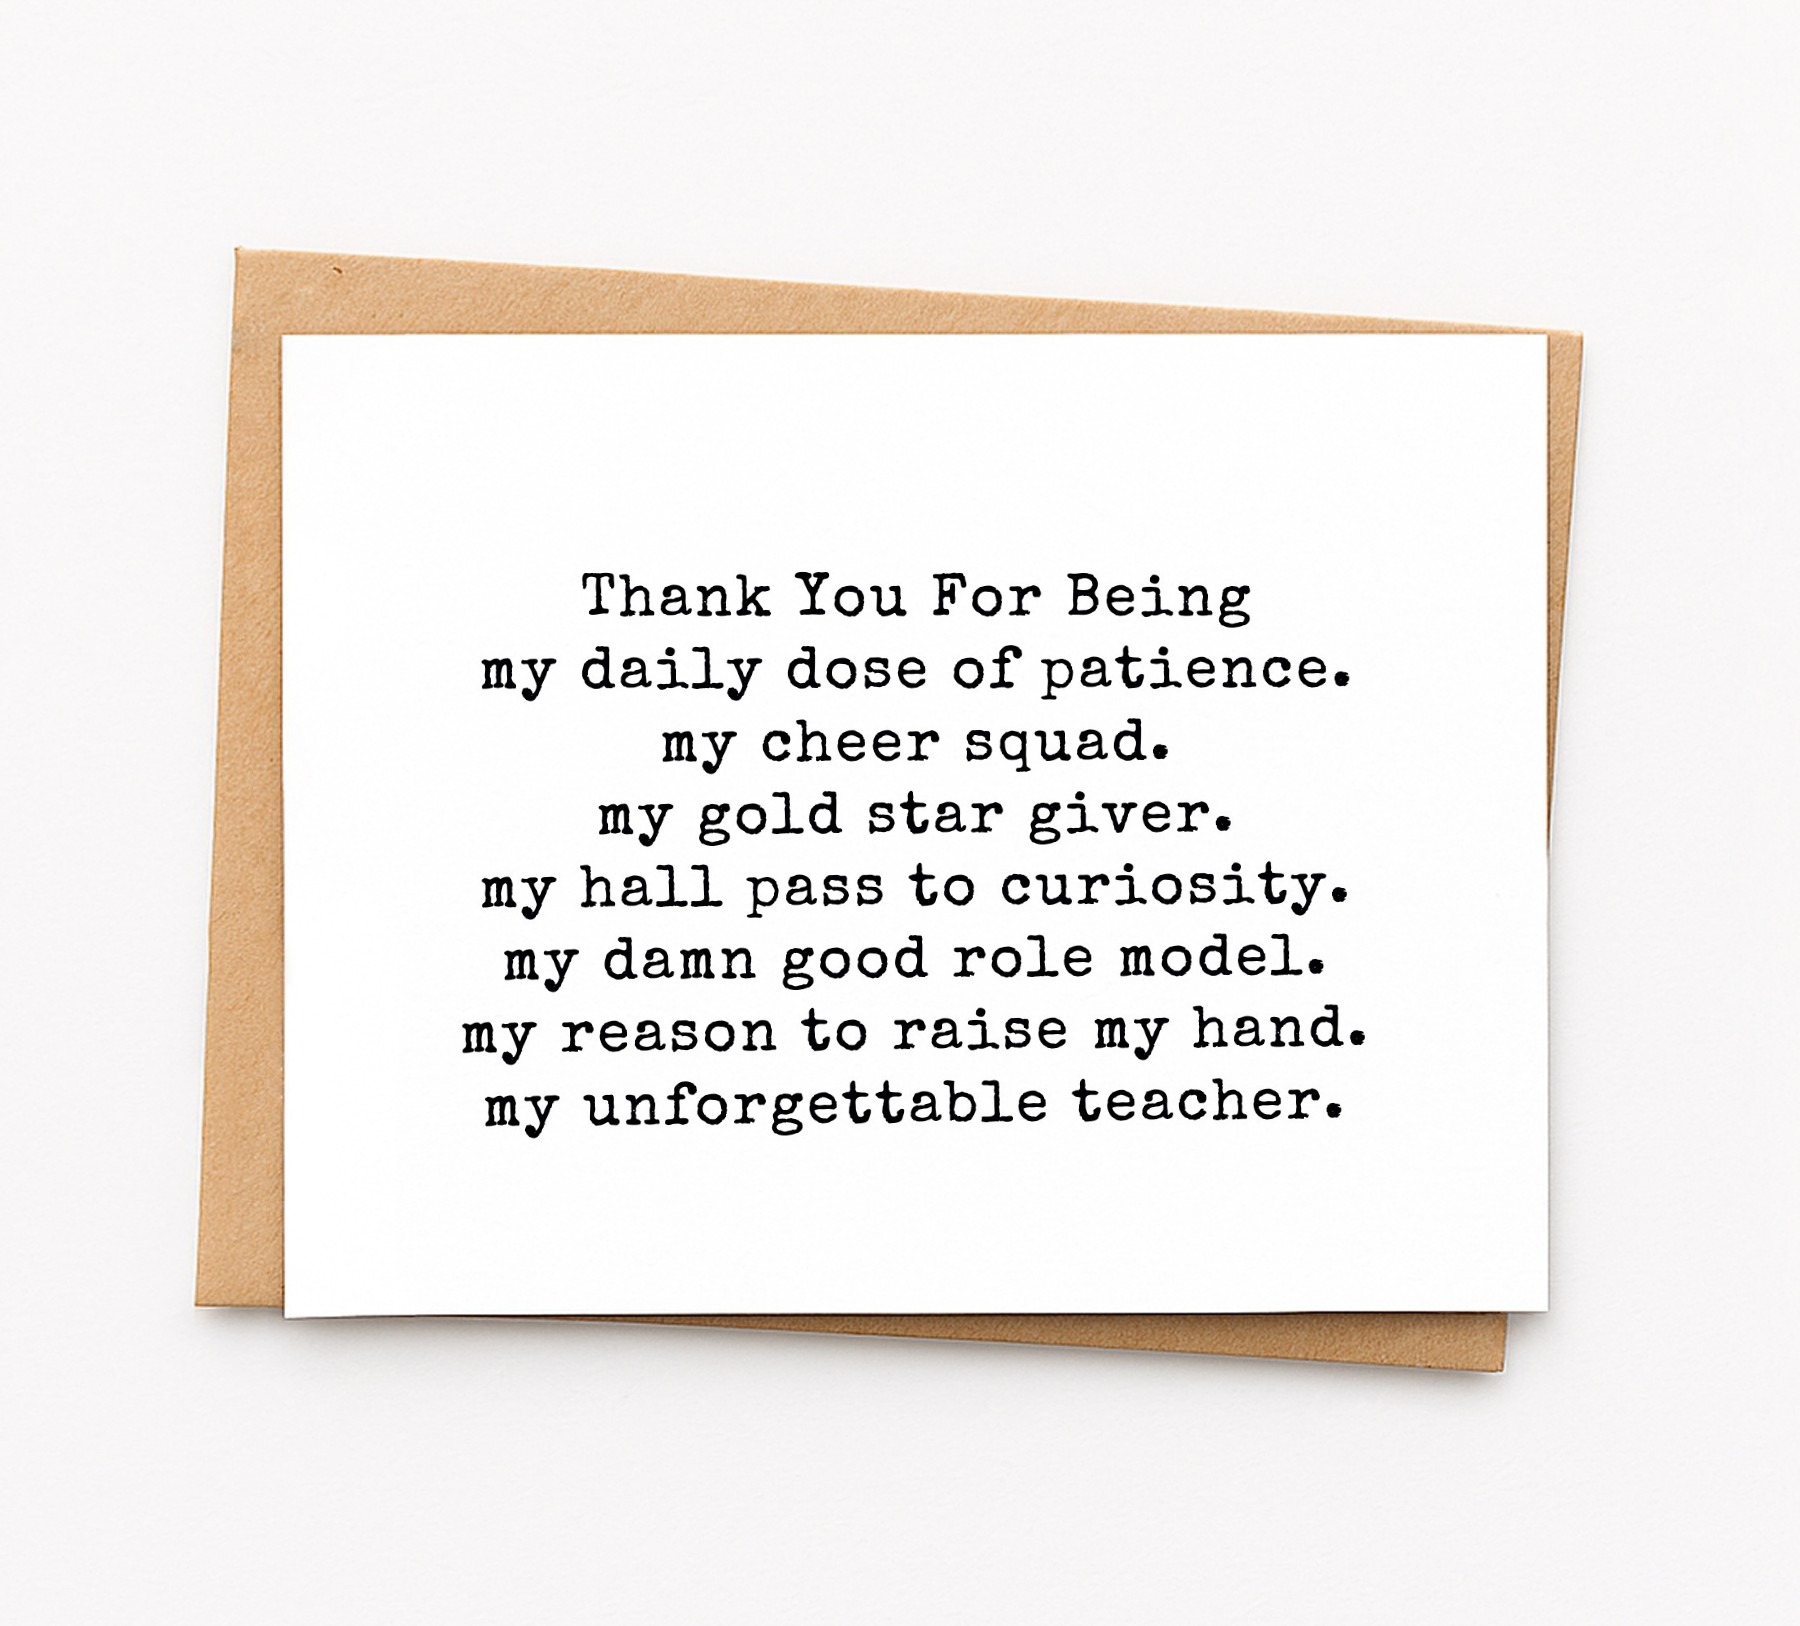 Thank You For Being
my daily dose of patience.
my cheer squad.
my gold star giver.
my hall pass to curiosity.
my damn good role model.
my reason to raise my hand.
my unforgettable teacher.